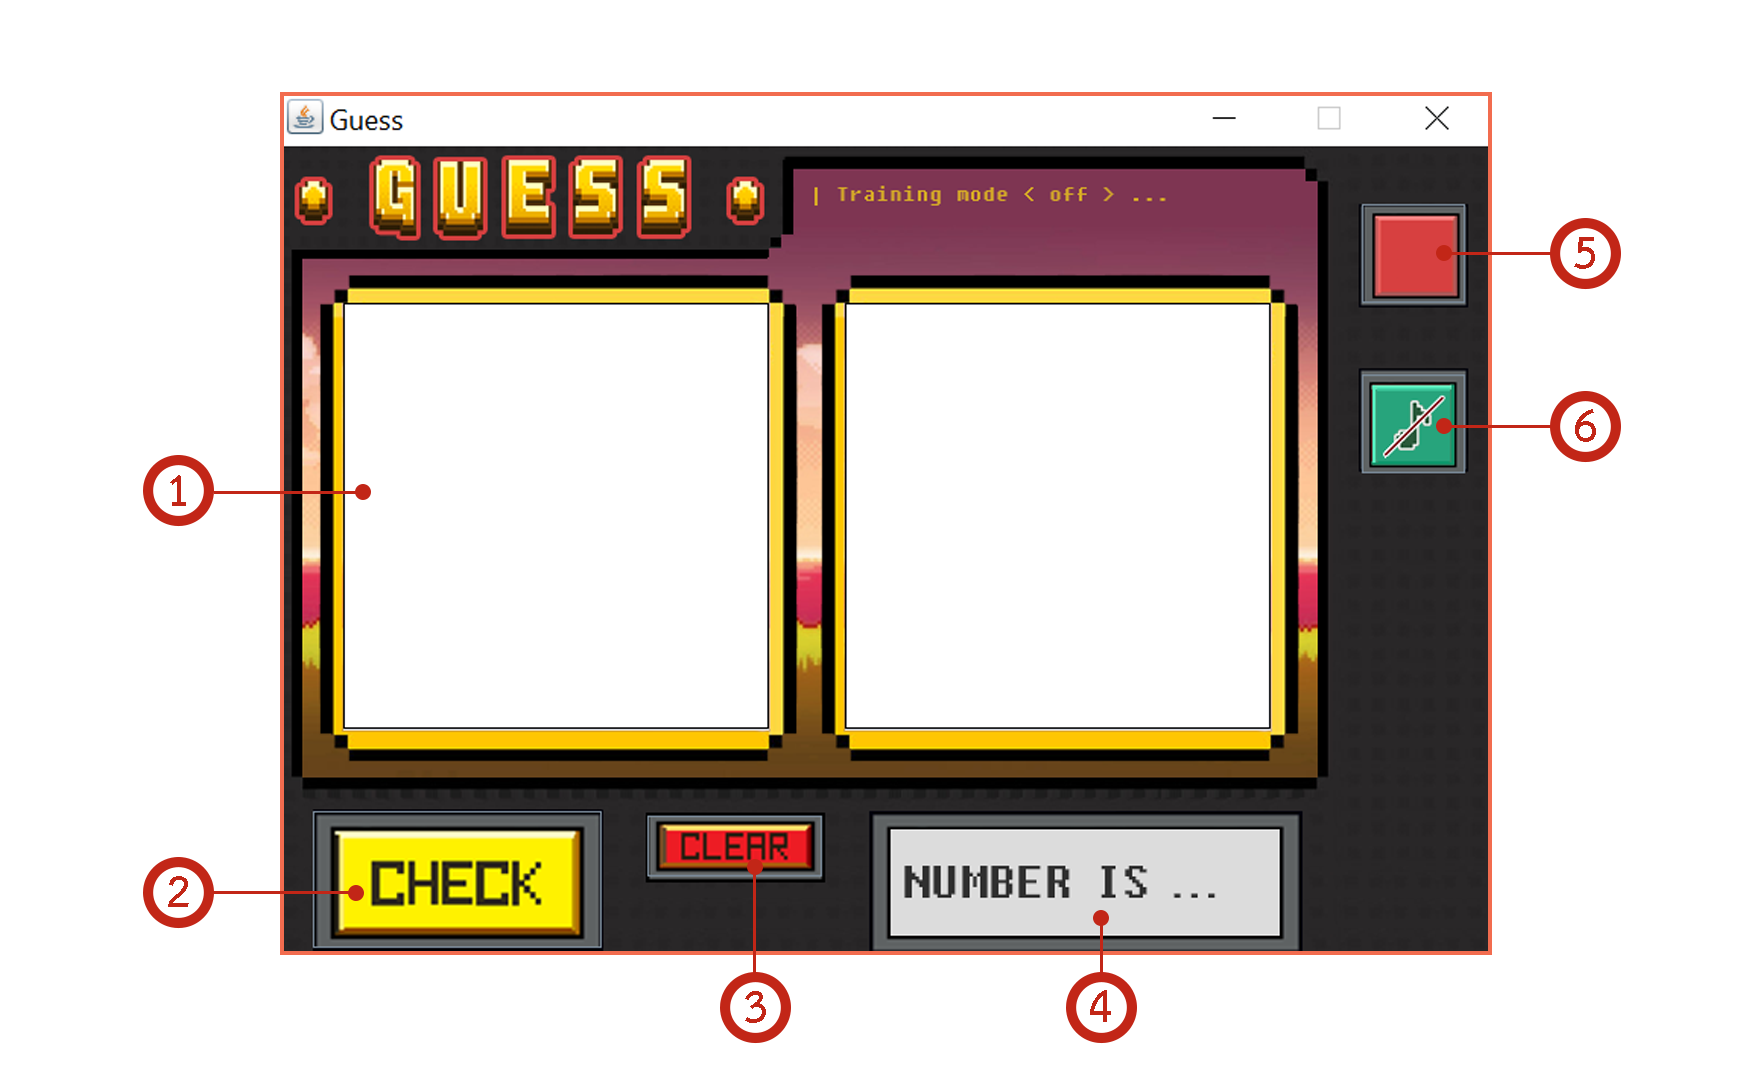 Guess
GUESS
| Training mode < off > ...
5
6
1
CHECK
CLEAR
NUMBER IS ...
2
3
4